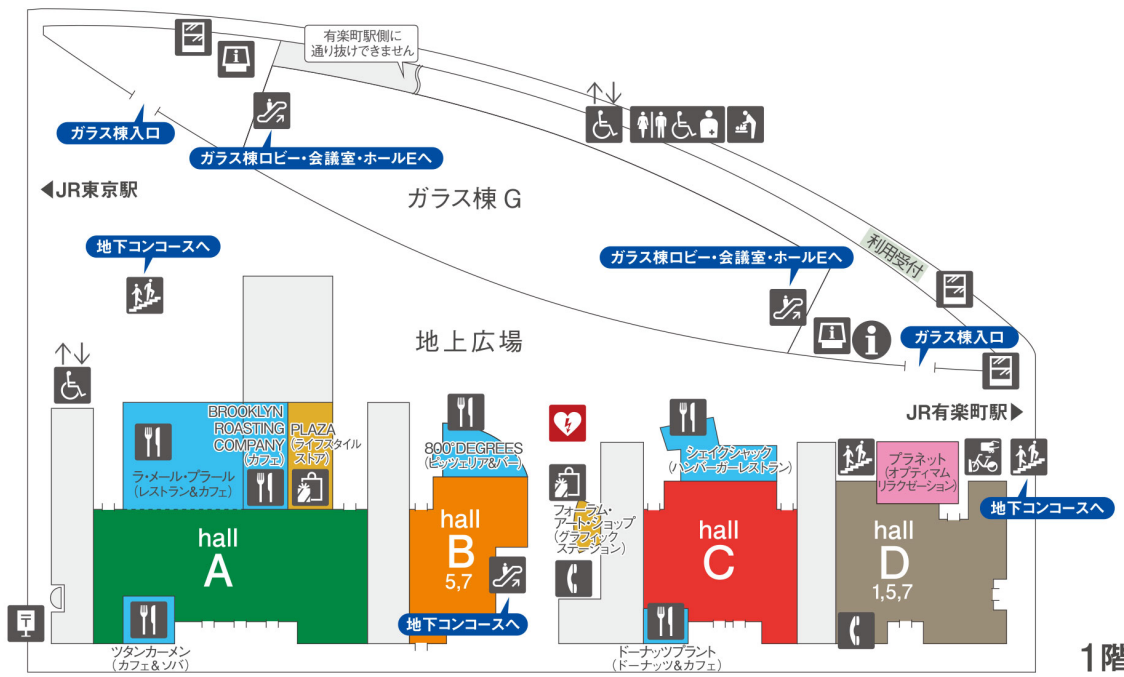 有楽町駅側に
通り抜けできません
ガラス棟入口
ガラス棟ロビー・会議室・ホールEへ
◀JR東京駅
ガラス棟 G
地下コンコースへ
利用受付
ガラス棟ロビー・会議室・ホールEへ
地上広場
ガラス棟入口
JR有楽町駅▶
BROOKLYN
ROASTING
COMPANY
(カフェ)
PLAZA
(ライフスタイル
ストア)
ラ・メール・プラール
(レストラン&カフェ)
800°DEGREES
(ピッツェリア&バー)
シェイクシャック
(ハンバーガーレストラン)
プラネット
(オプティマム
リラクゼーション)
地下コンコースへ
フォーラム・
アート・ショップ
(グラフィック
ステーション)
hall
A
hall
B
5,7
hall
C
hall
D
1,5,7
地下コンコースへ
ツタンカーメン
(カフェ&ソバ)
ドーナッツプラント
(ドーナッツ&カフェ)
1階